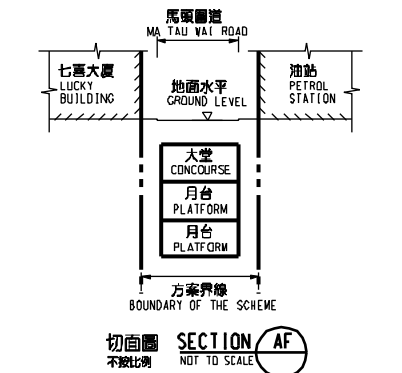 馬頭圍道
MA TAU WAI ROAD
七喜大厦
LUCKY
BUILDING
地面水平
GROUND LEVEL
油站
PETROL
STATION
大堂
CONCOURSE
月台
PLATFORM
月台
PLATFORM
方案界線
BOUNDARY OF THE SCHEME
切面圖 SECTION AF
不按比例 NOT TO SCALE